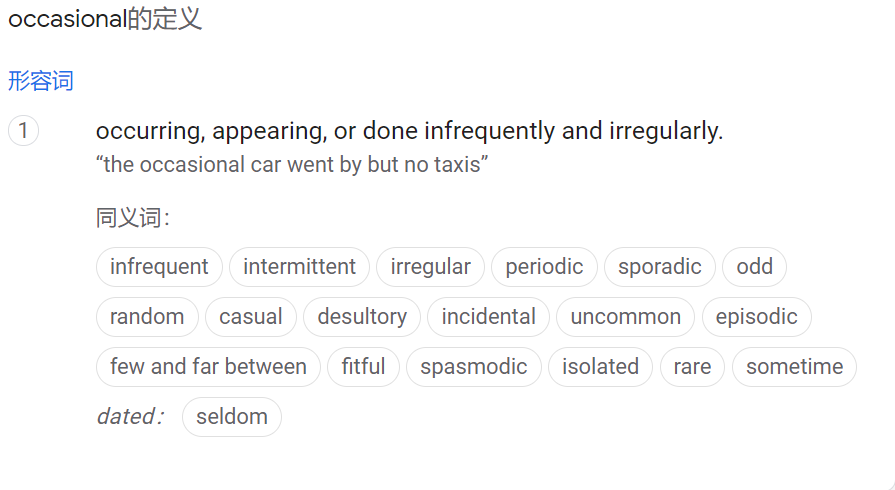 occasional的定义
形容词
1 occurring, appearing, or done infrequently and irregularly.
“the occasional car went by but no taxis”
同义词：
infrequent intermittent irregular periodic sporadic odd
random casual desultory incidental uncommon episodic
few and far between fitful spasmodic isolated rare sometime
dated： seldom